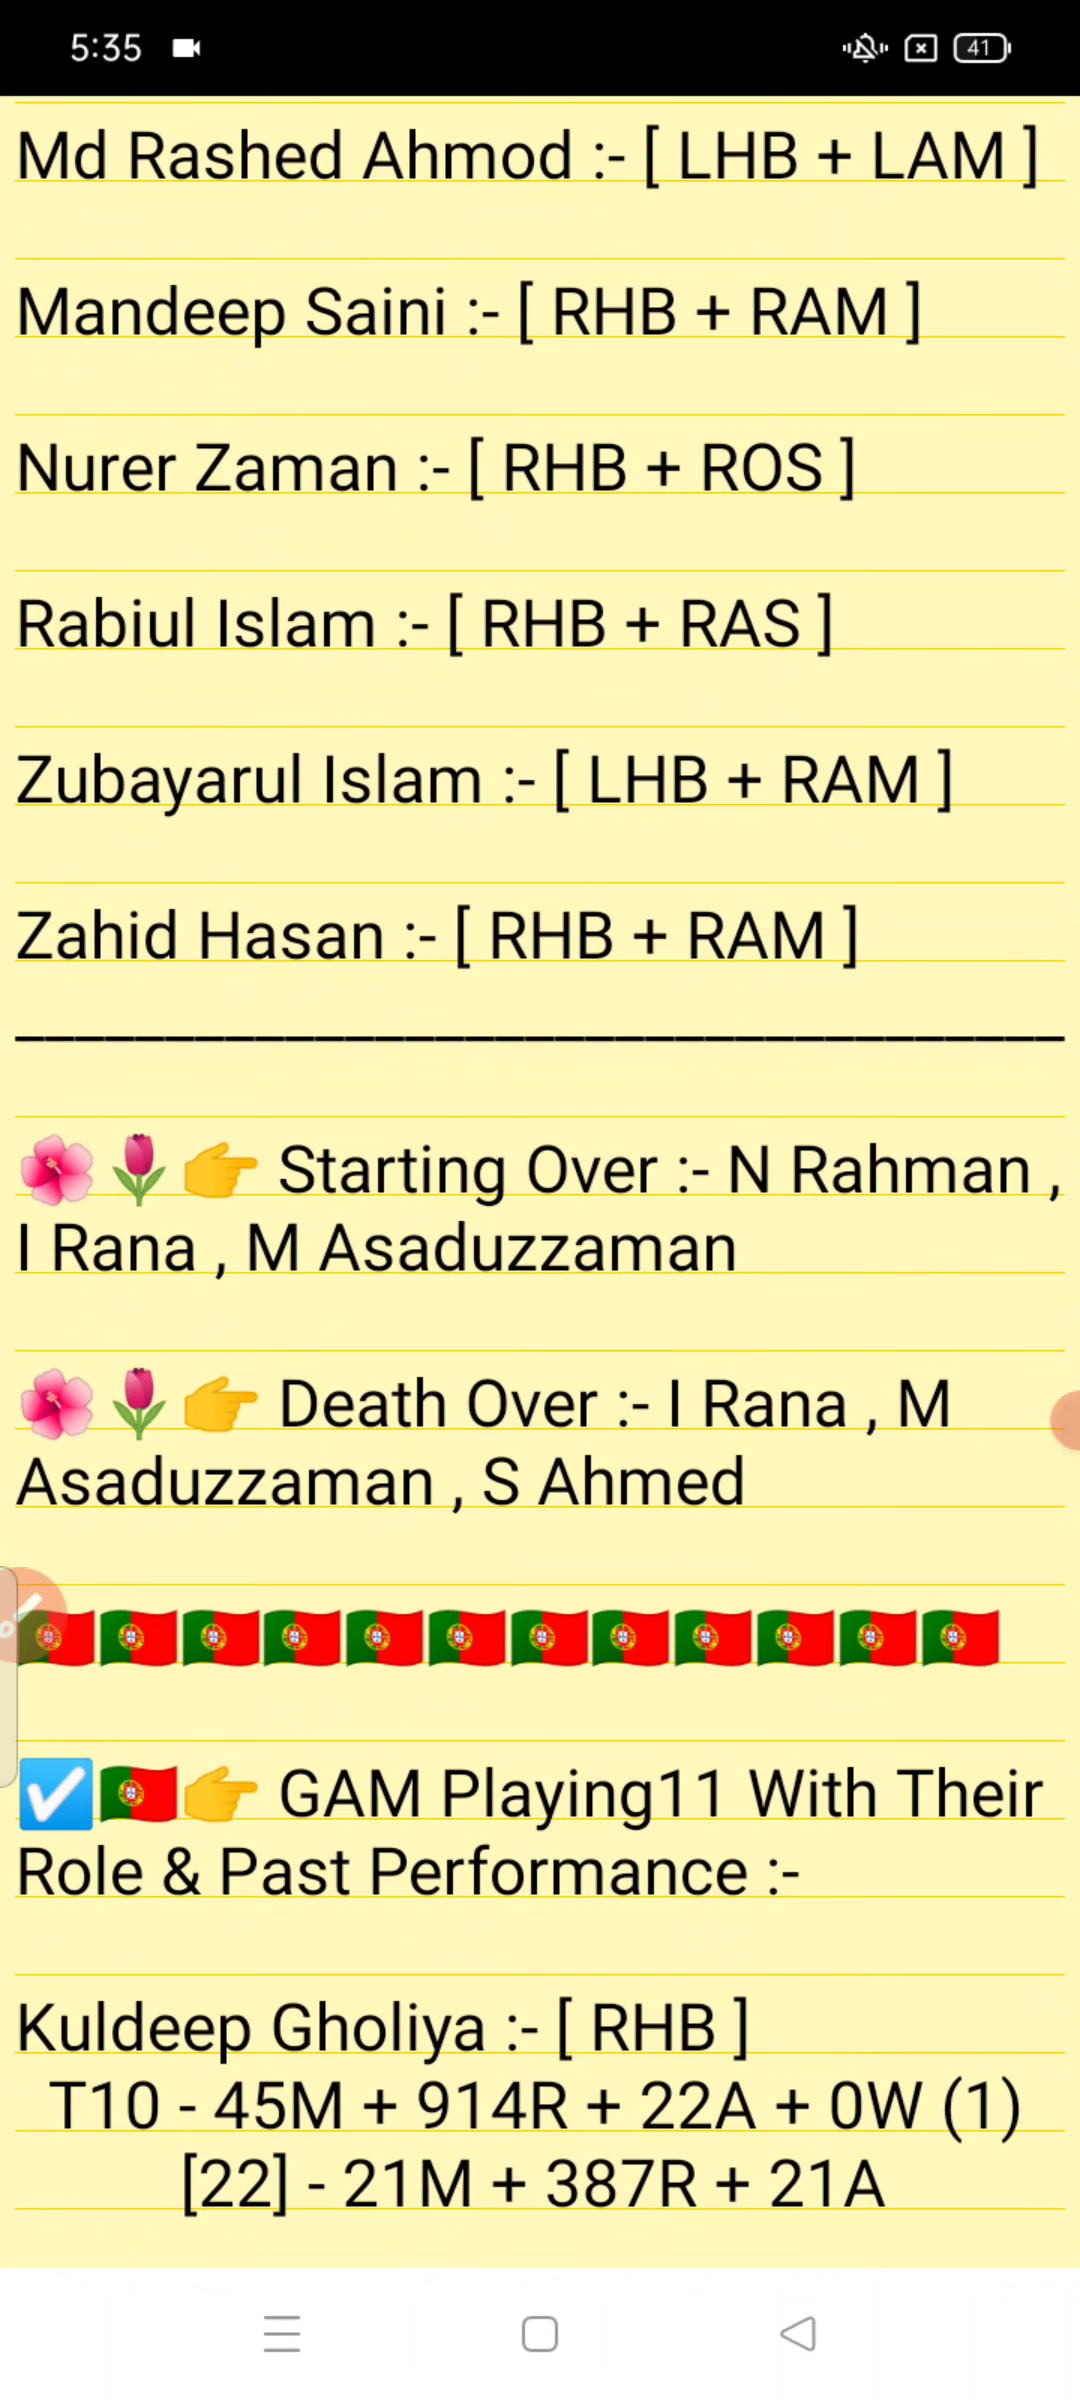 5:35
41
Md Rashed Ahmod :- [ LHB + LAM ]
Mandeep Saini :- [ RHB + RAM ]
Nurer Zaman :- [ RHB + ROS ]
Rabiul Islam :- [ RHB + RAS ]
Zubayarul Islam :- [ LHB + RAM ]
Zahid Hasan :- [ RHB + RAM ]
🌺🌷👉 Starting Over :- N Rahman ,
I Rana , M Asaduzzaman
🌺🌷👉 Death Over :- I Rana , M
Asaduzzaman , S Ahmed
🇵🇹🇵🇹🇵🇹🇵🇹🇵🇹🇵🇹🇵🇹🇵🇹🇵🇹🇵🇹🇵🇹🇵🇹
☑️🇵🇹👉 GAM Playing11 With Their
Role & Past Performance :-
Kuldeep Gholiya :- [ RHB ]
T10 - 45M + 914R + 22A + 0W (1)
[22] - 21M + 387R + 21A